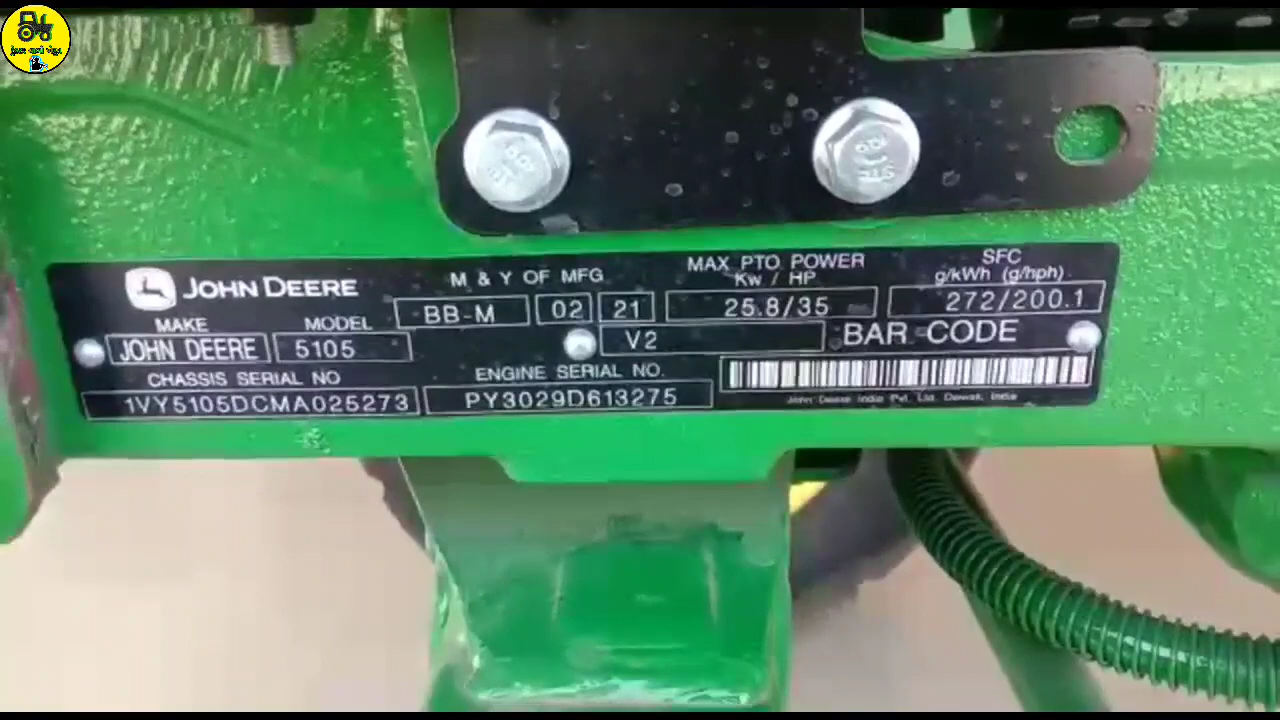 JOHN DEERE
M & Y OF MFG
MAX PTO POWER
Kw / HP
SFC
g/kWh (g/hph)
BB-M 02 21 25.8/35 272/200.1
MAKE MODEL
JOHN DEERE 5105 V2 BAR CODE
CHASSIS SERIAL NO ENGINE SERIAL NO.
1VY5105DCMA025273 PY3029D613275
John Deere India Pvt. Ltd. Dewas, India